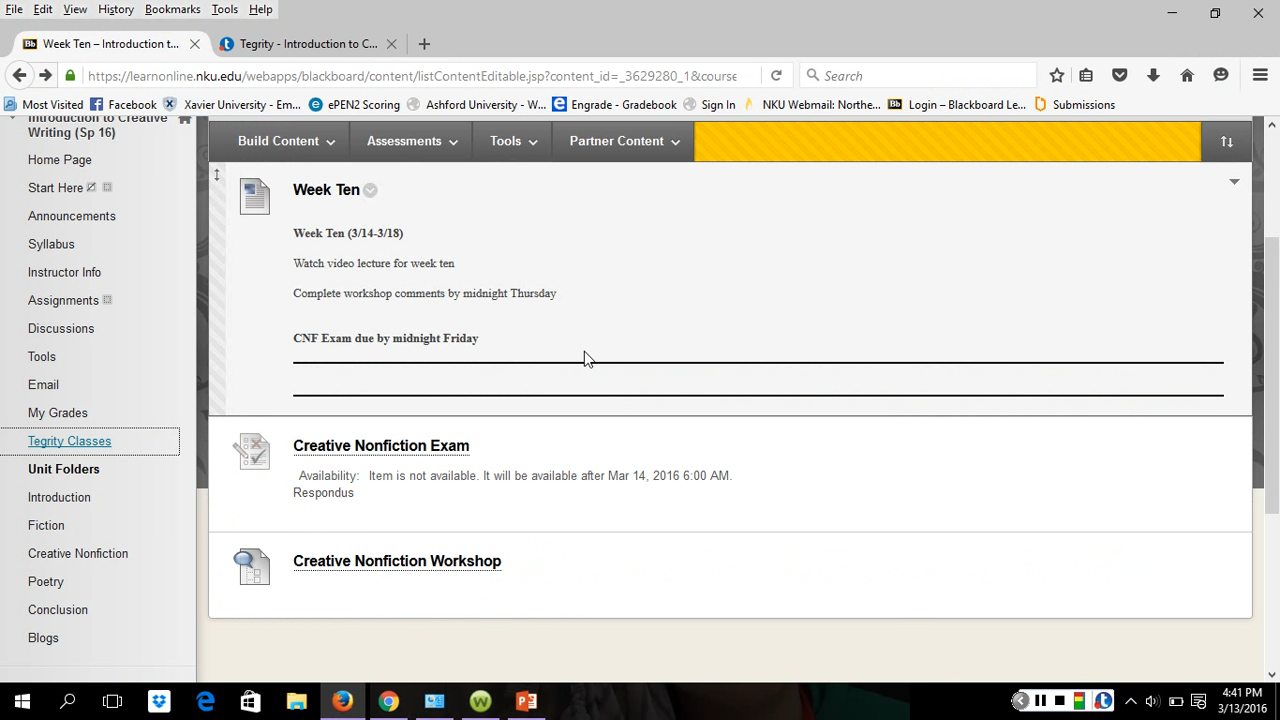 File Edit View History Bookmarks Tools Help
Bb Week Ten – Introduction t...
t Tegrity - Introduction to C...
https://learnonline.nku.edu/webapps/blackboard/content/listContentEditable.jsp?content_id=_3629280_1&course
Search
Most Visited Facebook Xavier University - Em... ePEN2 Scoring Ashford University - W... Engrade - Gradebook Sign In NKU Webmail: Northe... Bb Login – Blackboard Le... Submissions
Introduction to Creative
Writing (Sp 16)
Home Page
Start Here
Announcements
Syllabus
Instructor Info
Assignments
Discussions
Tools
Email
My Grades
Tegrity Classes
Unit Folders
Introduction
Fiction
Creative Nonfiction
Poetry
Conclusion
Blogs
Build Content Assessments Tools Partner Content
Week Ten
Week Ten (3/14-3/18)
Watch video lecture for week ten
Complete workshop comments by midnight Thursday
CNF Exam due by midnight Friday
Creative Nonfiction Exam
Availability: Item is not available. It will be available after Mar 14, 2016 6:00 AM.
Respondus
Creative Nonfiction Workshop
4:41 PM
3/13/2016